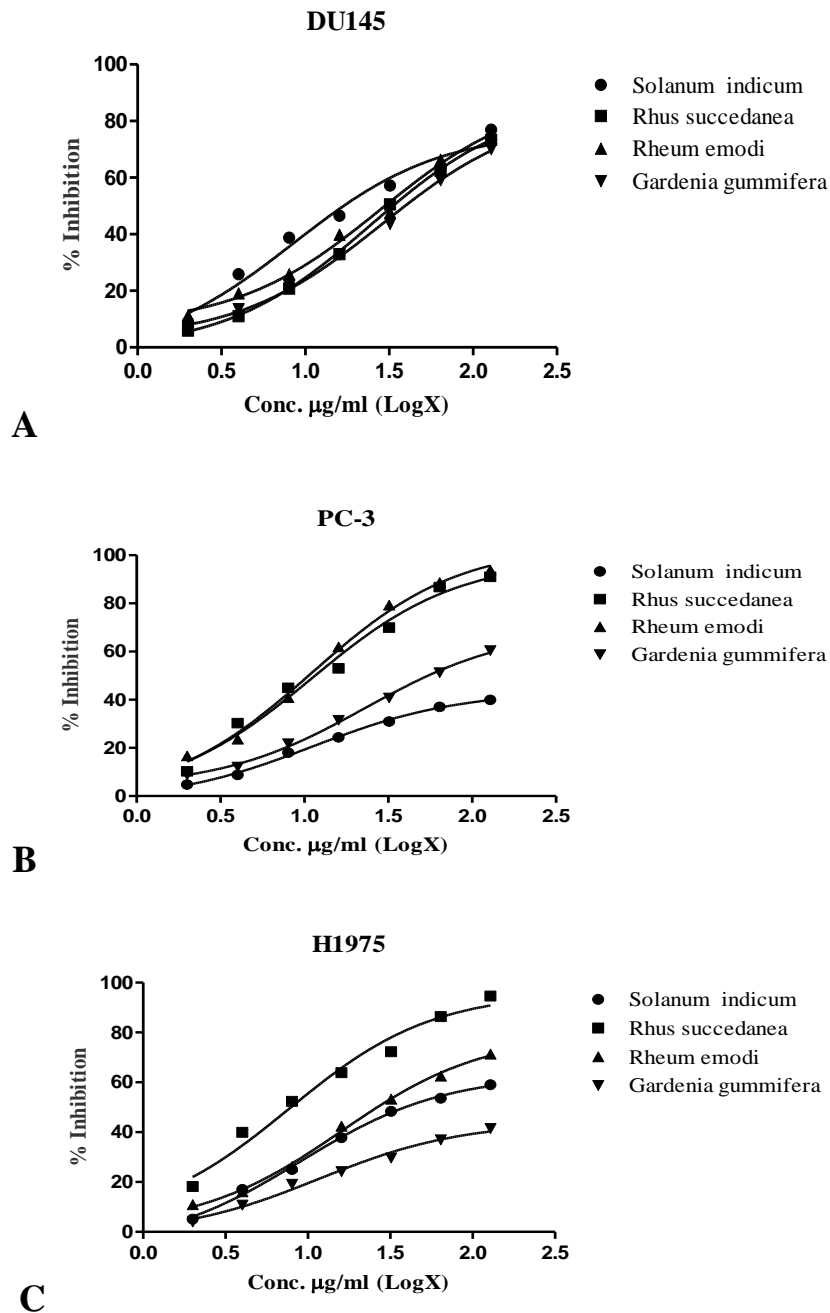 DU145
100
80
60
40
20
0
% Inhibition
0.0 0.5 1.0 1.5 2.0 2.5
Conc. μg/ml (LogX)
Solanum indicum
Rhus succedanea
Rheum emodi
Gardenia gummifera
A
PC-3
100
80
60
40
20
0
% Inhibition
0.0 0.5 1.0 1.5 2.0 2.5
Conc. μg/ml (LogX)
Solanum indicum
Rhus succedanea
Rheum emodi
Gardenia gummifera
B
H1975
100
80
60
40
20
0
% Inhibition
0.0 0.5 1.0 1.5 2.0 2.5
Conc. μg/ml (LogX)
Solanum indicum
Rhus succedanea
Rheum emodi
Gardenia gummifera
C